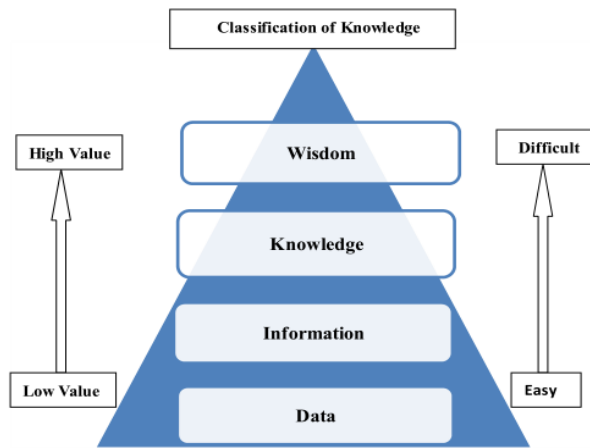 Classification of Knowledge
Wisdom
High Value
Difficult
Knowledge
Information
Low Value
Easy
Data